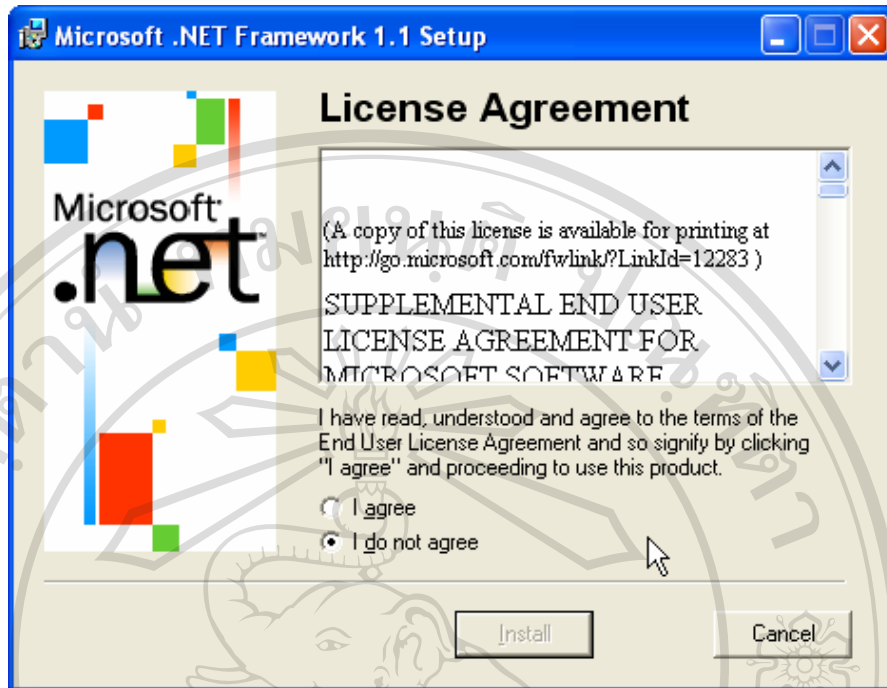 Microsoft .NET Framework 1.1 Setup
Microsoft
.net
License Agreement
(A copy of this license is available for printing at
http://go.microsoft.com/fwlink/?LinkId=12283 )
SUPPLEMENTAL END USER
LICENSE AGREEMENT FOR
MICROSOFT SOFTWARE
I have read, understood and agree to the terms of the
End User License Agreement and so signify by clicking
"I agree" and proceeding to use this product.
I agree
I do not agree
Install
Cancel